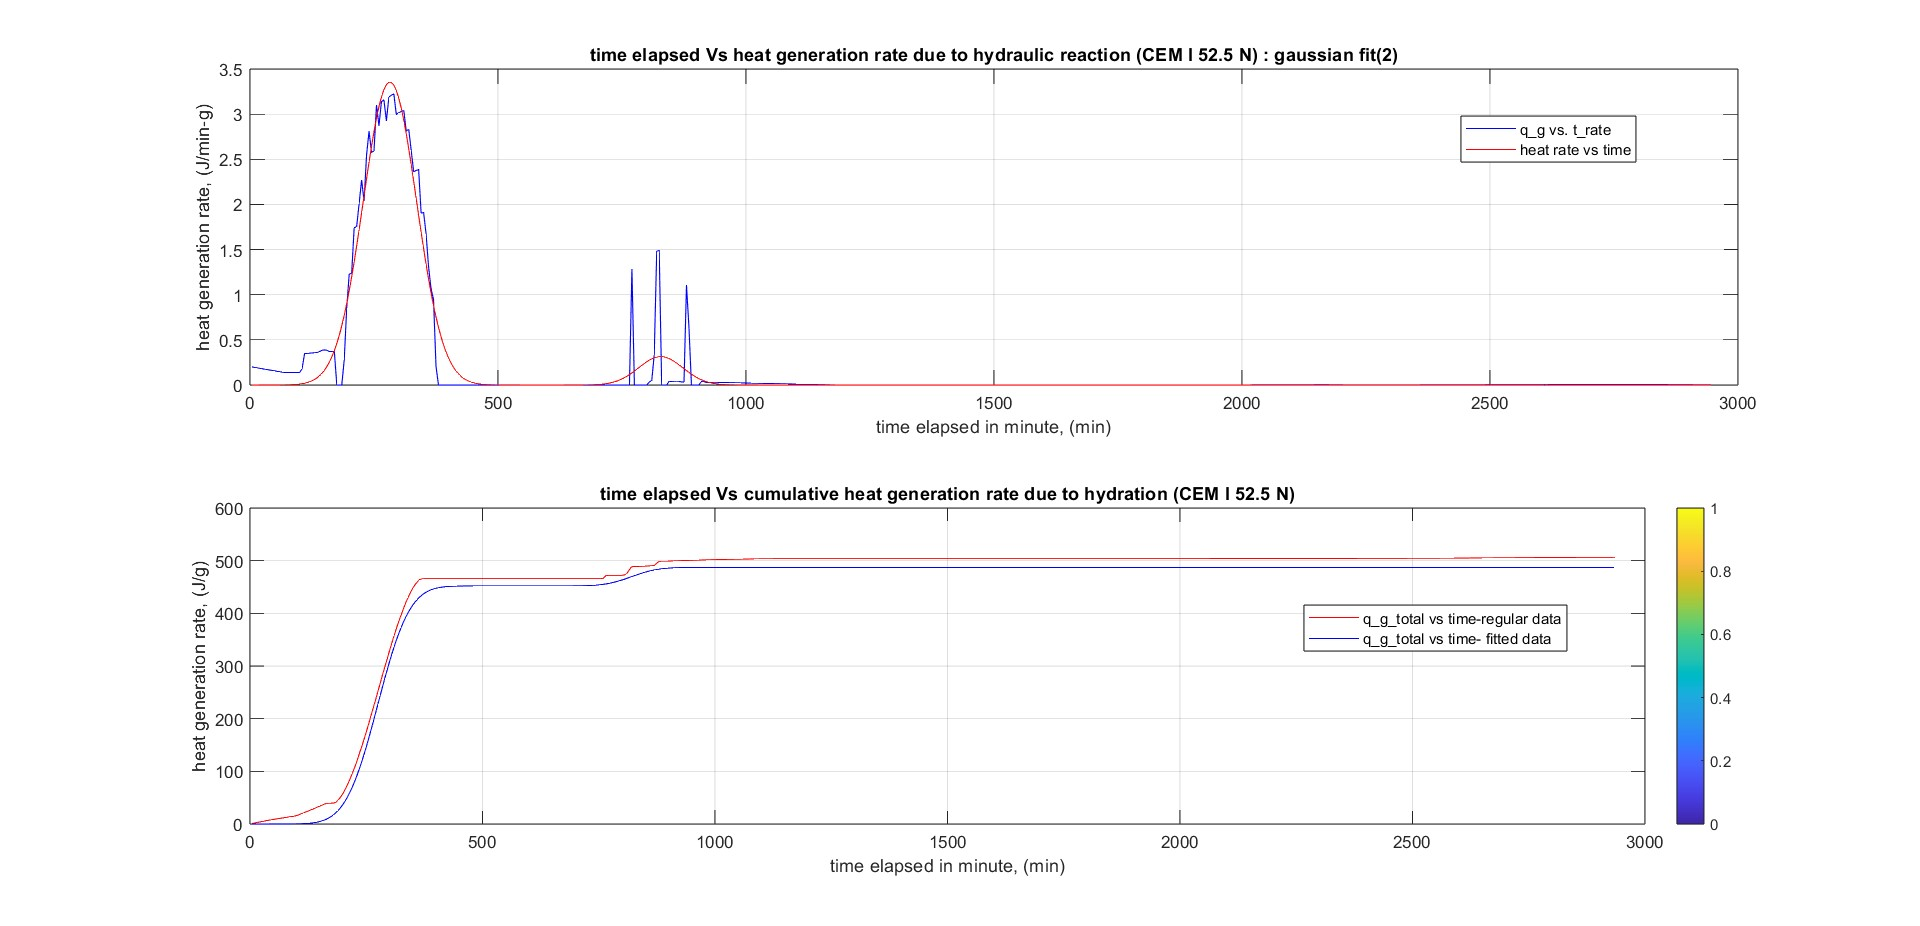 time elapsed Vs heat generation rate due to hydraulic reaction (CEM I 52.5 N) : gaussian fit(2)
heat generation rate, (J/min-g)
3.5
3
2.5
2
1.5
1
0.5
0
q_g vs. t_rate
heat rate vs time
0 500 1000 1500 2000 2500 3000
time elapsed in minute, (min)
time elapsed Vs cumulative heat generation rate due to hydration (CEM I 52.5 N)
heat generation rate, (J/g)
600
500
400
300
200
100
0
q_g_total vs time-regular data
q_g_total vs time- fitted data
1
0.8
0.6
0.4
0.2
0
0 500 1000 1500 2000 2500 3000
time elapsed in minute, (min)